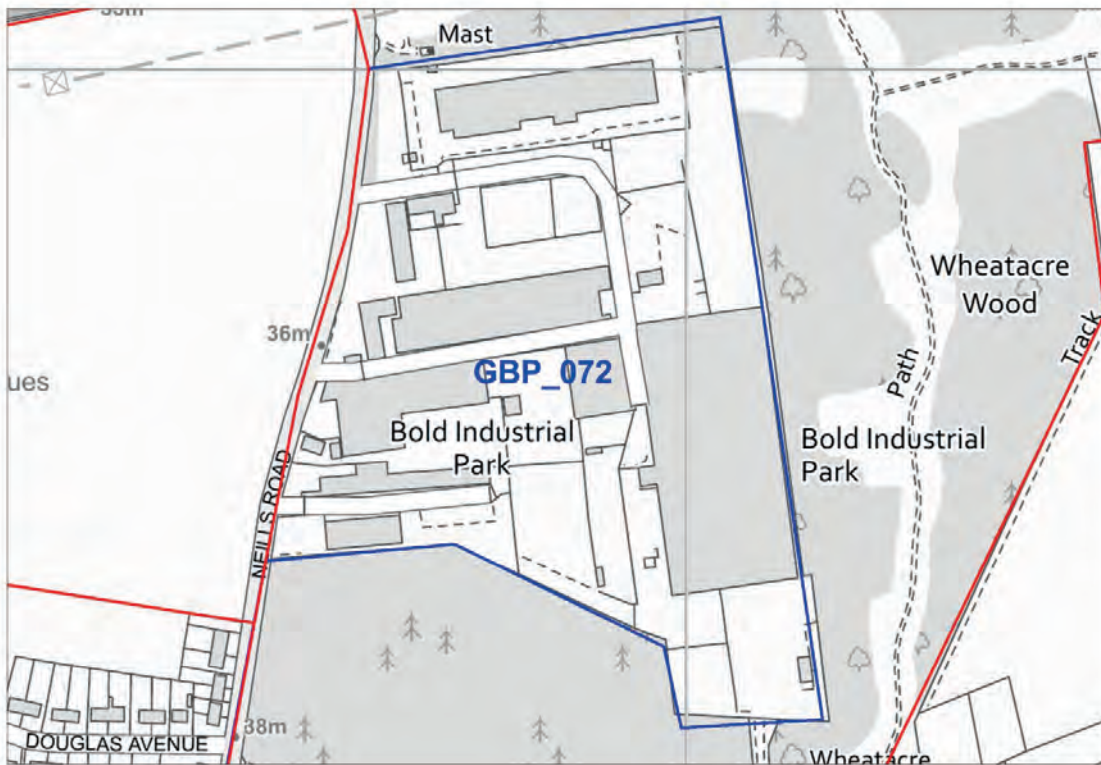 Mast
Wheatacre
Wood
36m
GBP_072
ues
Path
Track
Bold Industrial
Park
Bold Industrial
Park
NEILLS ROAD
38m
DOUGLAS AVENUE
Wheatacre